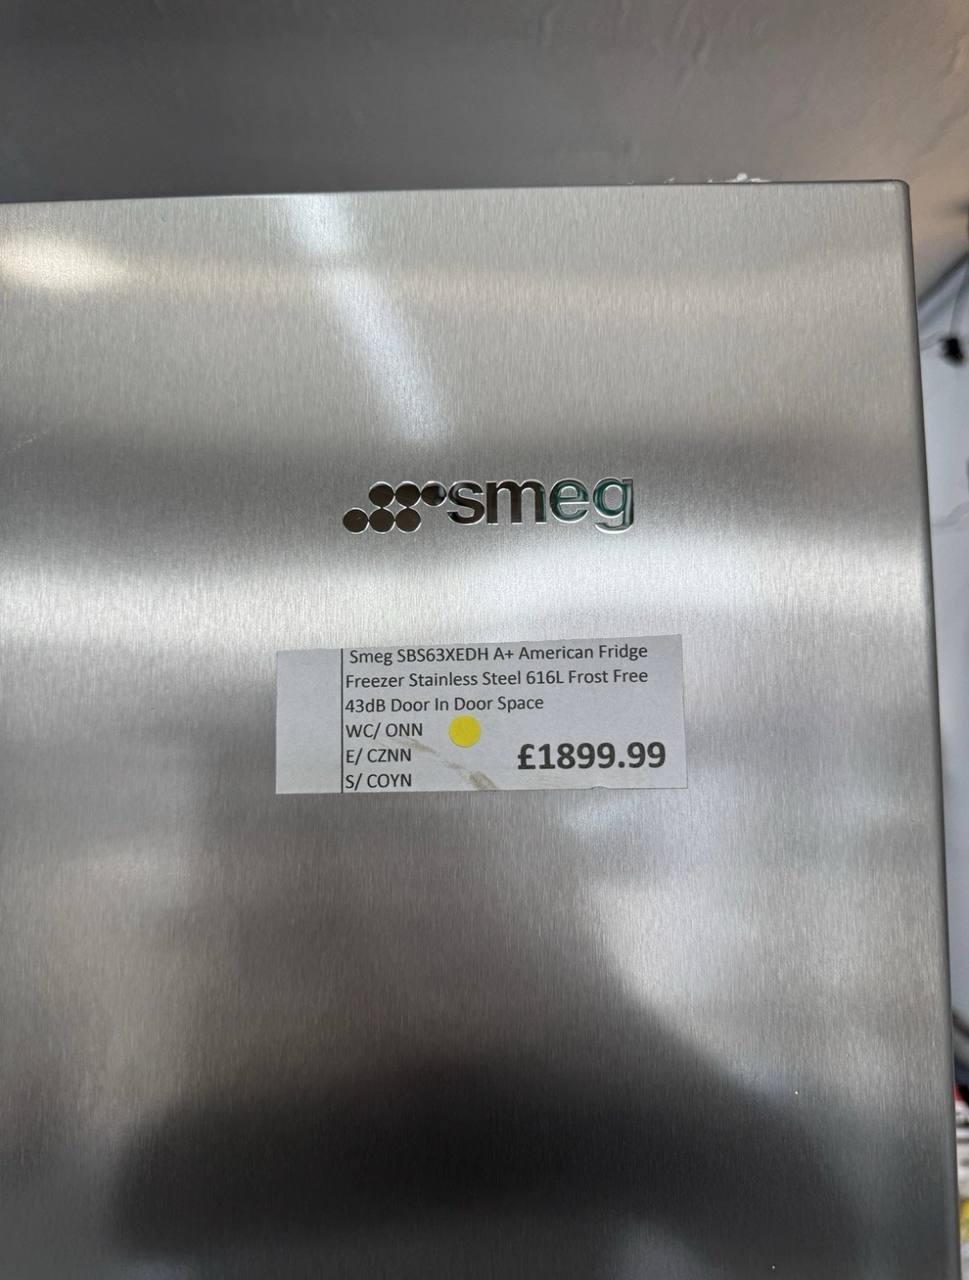 smeg
Smeg SBS63XEDH A+ American Fridge
Freezer Stainless Steel 616L Frost Free
43dB Door In Door Space
WC/ ONN
E/ CZNN
£1899.99
S/ COYN